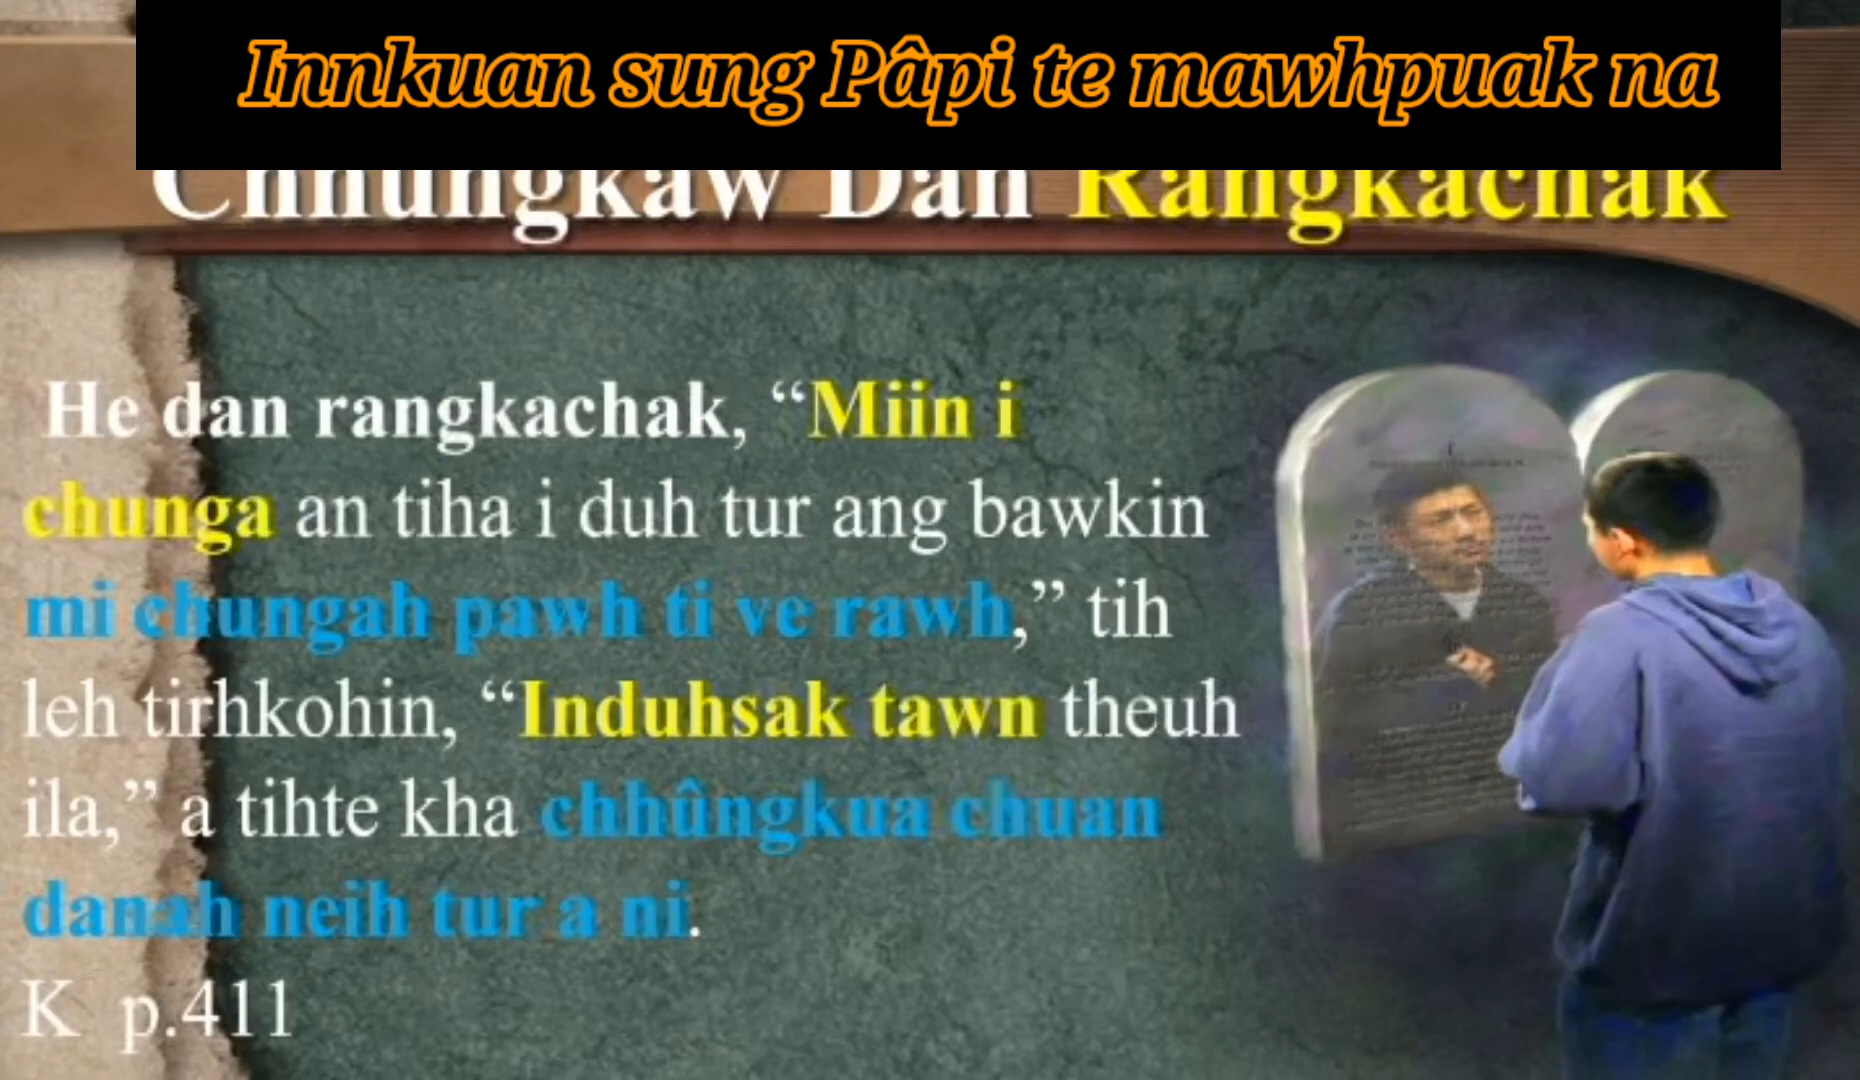 Innkuan sung Pâpi te mawhpuak na
Chhungkaw Dan Rangkachak
He dan rangkachak, “Miin i
chunga an tiha i duh tur ang bawkin
mi chungah pawh ti ve rawh,” tih
leh tirhkohin, “Induhsak tawn theuh
ila,” a tihte kha chhûngkua chuan
danah neih tur a ni.
K p.411